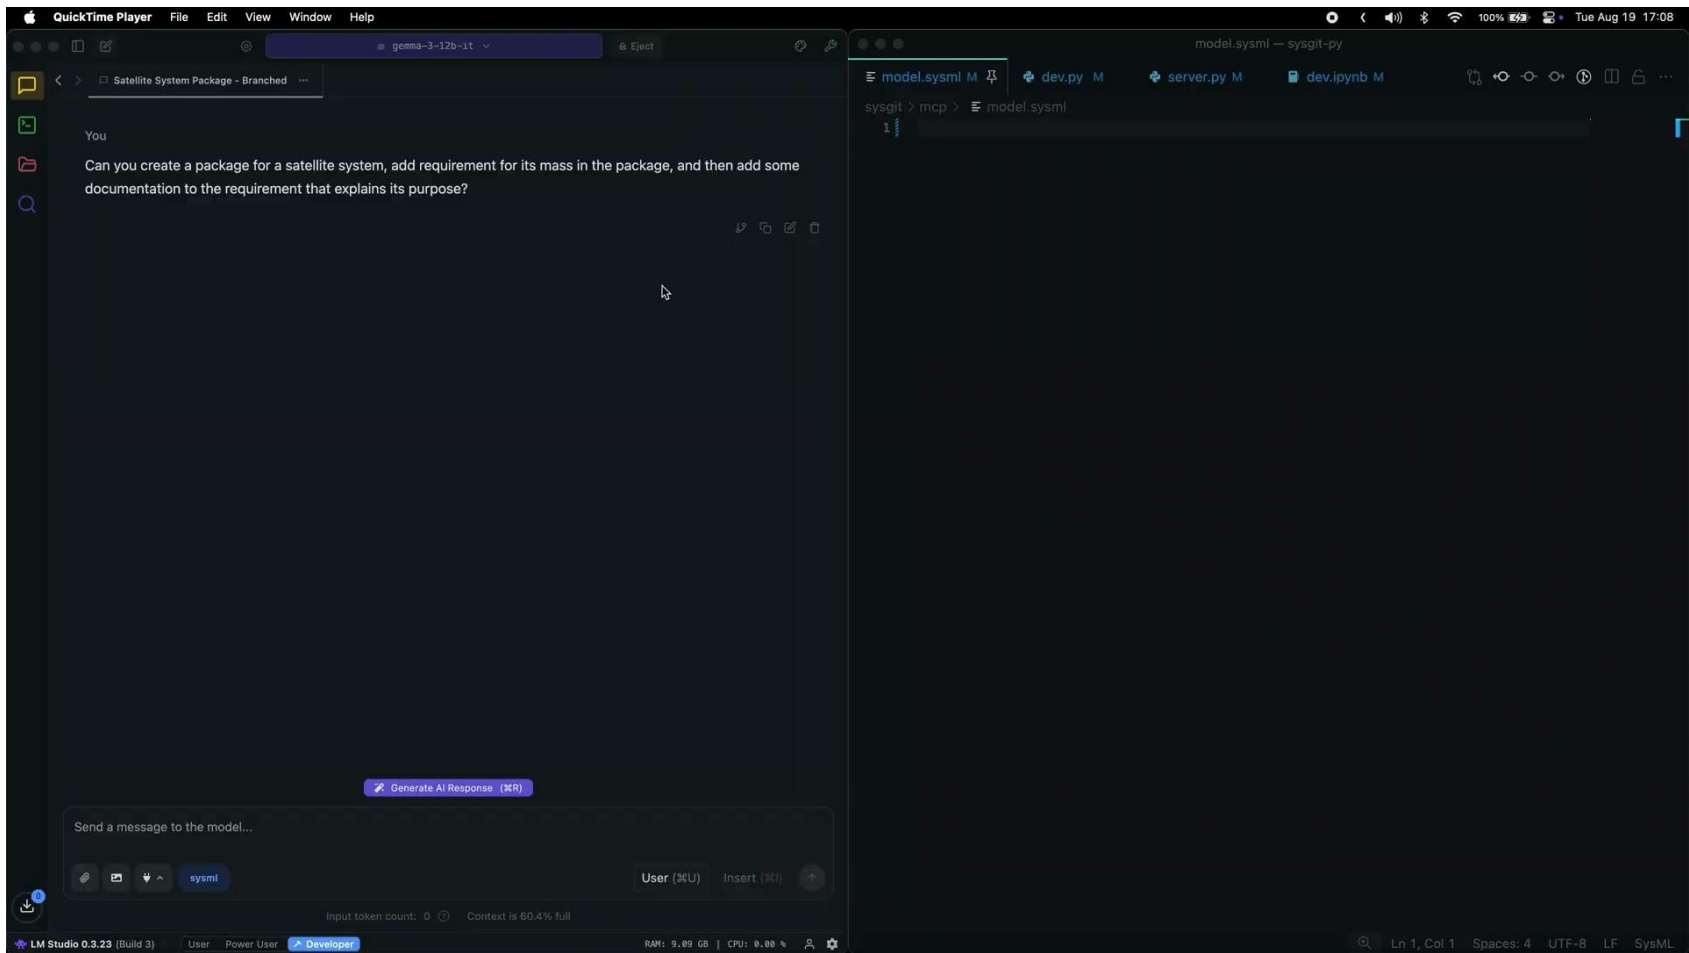 QuickTime Player File Edit View Window Help
100% Tue Aug 19 17:08
gemma-3-12b-it
Eject
model.sysml — sysgit-py
Satellite System Package - Branched ...
model.sysml M
dev.py M
server.py M
dev.ipynb M
sysgit > mcp > model.sysml
1
You
Can you create a package for a satellite system, add requirement for its mass in the package, and then add some
documentation to the requirement that explains its purpose?
Generate AI Response (⌘R)
Send a message to the model...
sysml
User (⌘U)
Insert (⌘I)
0
Input token count: 0
Context is 60.4% full
LM Studio 0.3.23 (Build 3)
User Power User Developer
RAM: 9.09 GB | CPU: 0.00 %
Ln 1, Col 1 Spaces: 4 UTF-8 LF SysML